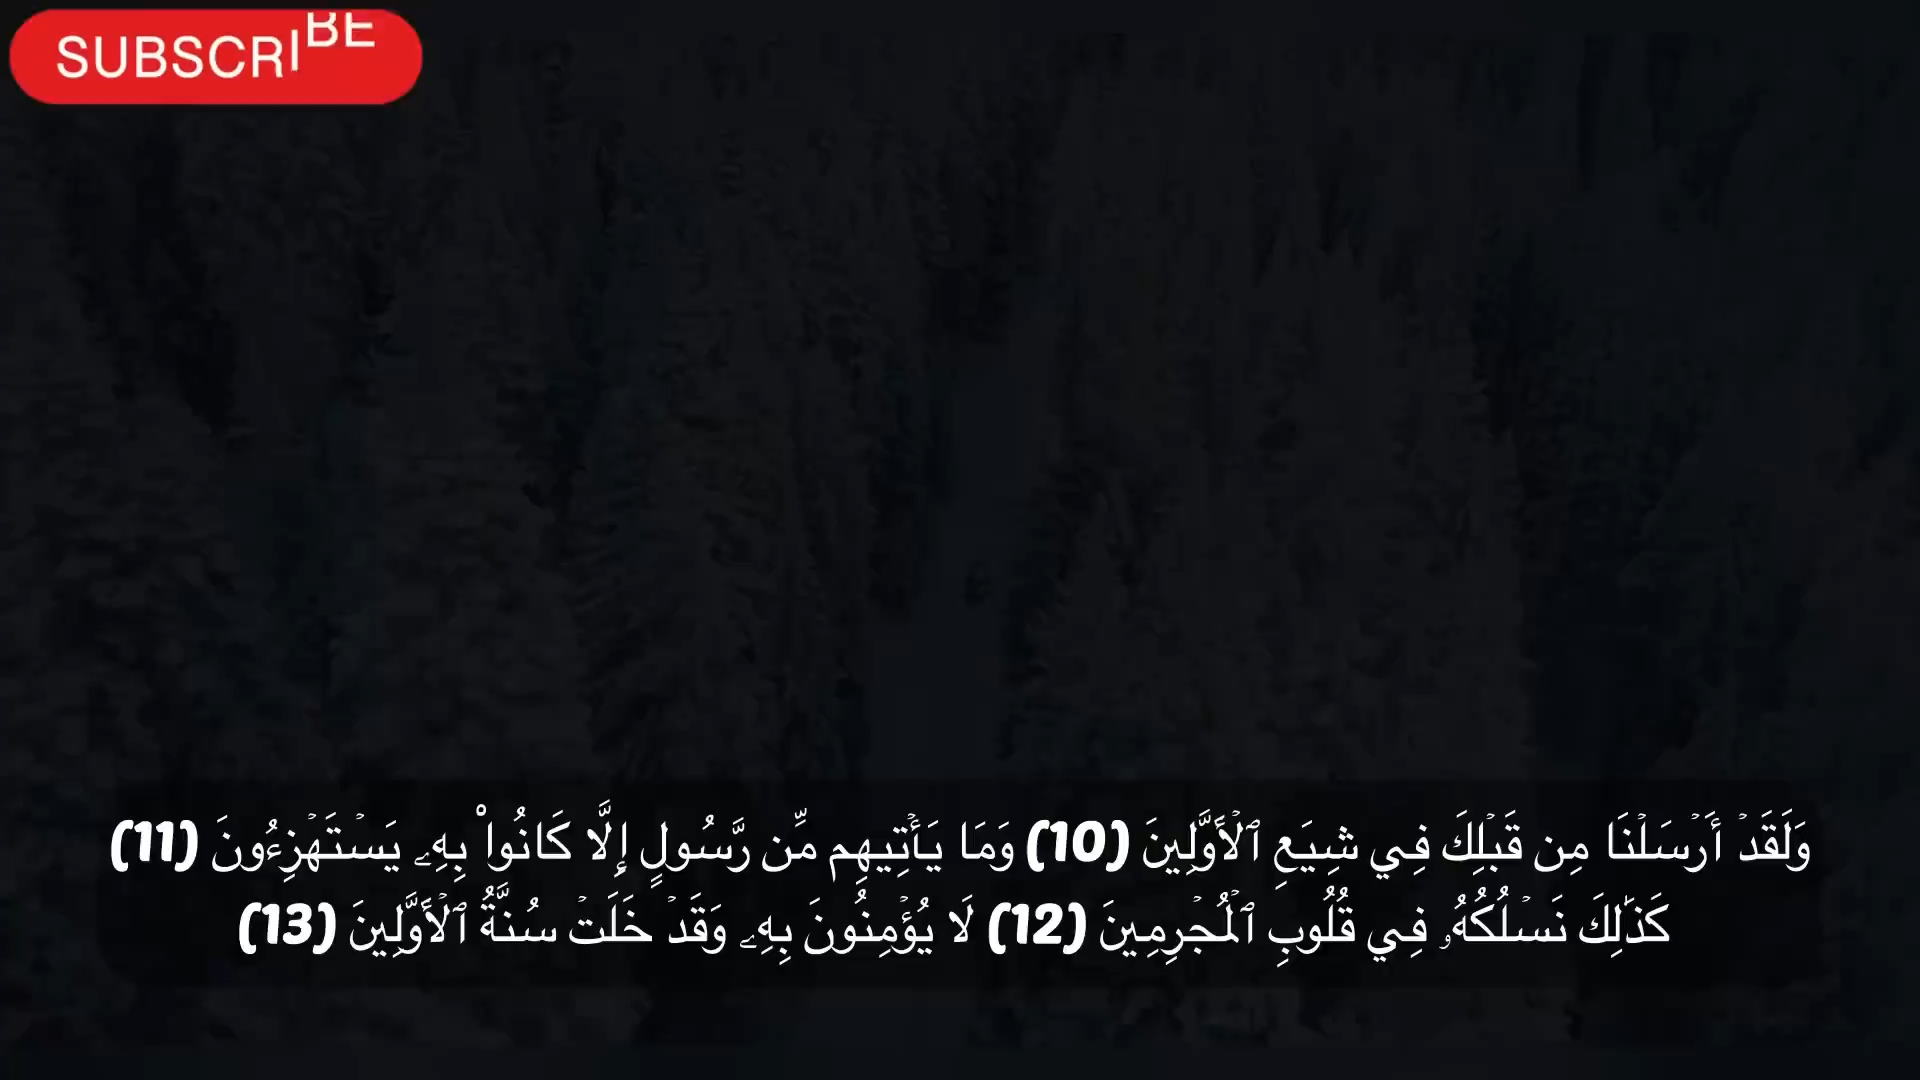 SUBSCRIBE
وَلَقَدۡ أَرۡسَلۡنَا مِن قَبۡلِكَ فِي شِيَعِ ٱلۡأَوَّلِينَ (10) وَمَا يَأۡتِيهِم مِّن رَّسُولٍ إِلَّا كَانُواْ بِهِۦ يَسۡتَهۡزِءُونَ (11)
كَذَٰلِكَ نَسۡلُكُهُۥ فِي قُلُوبِ ٱلۡمُجۡرِمِينَ (12) لَا يُؤۡمِنُونَ بِهِۦ وَقَدۡ خَلَتۡ سُنَّةُ ٱلۡأَوَّلِينَ (13)